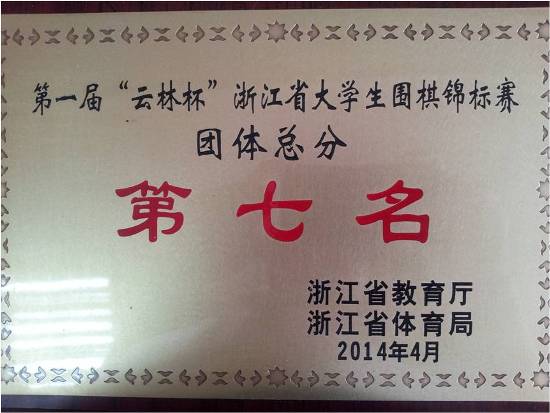 第一届“云林杯”浙江省大学生围棋锦标赛
团体总分
第七名
浙江省教育厅
浙江省体育局
2014年4月